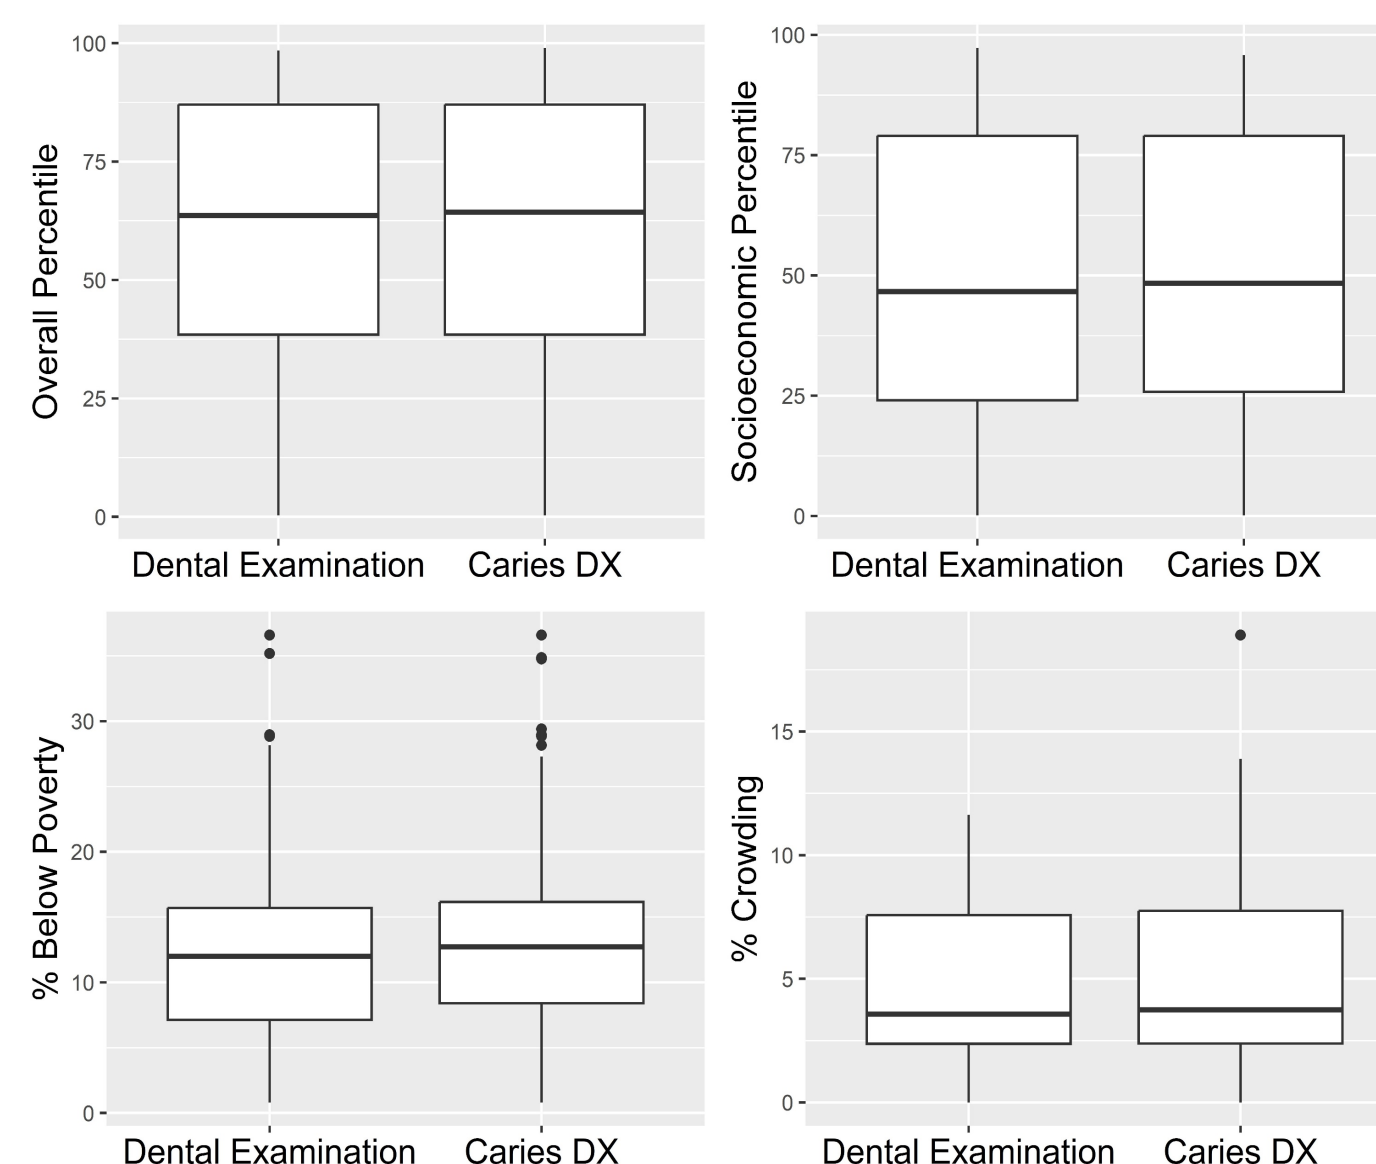 Overall Percentile
100
75
50
25
0
Dental Examination
Caries DX
Socioeconomic Percentile
100
75
50
25
0
Dental Examination
Caries DX
% Below Poverty
30
20
10
0
Dental Examination
Caries DX
% Crowding
15
10
5
0
Dental Examination
Caries DX